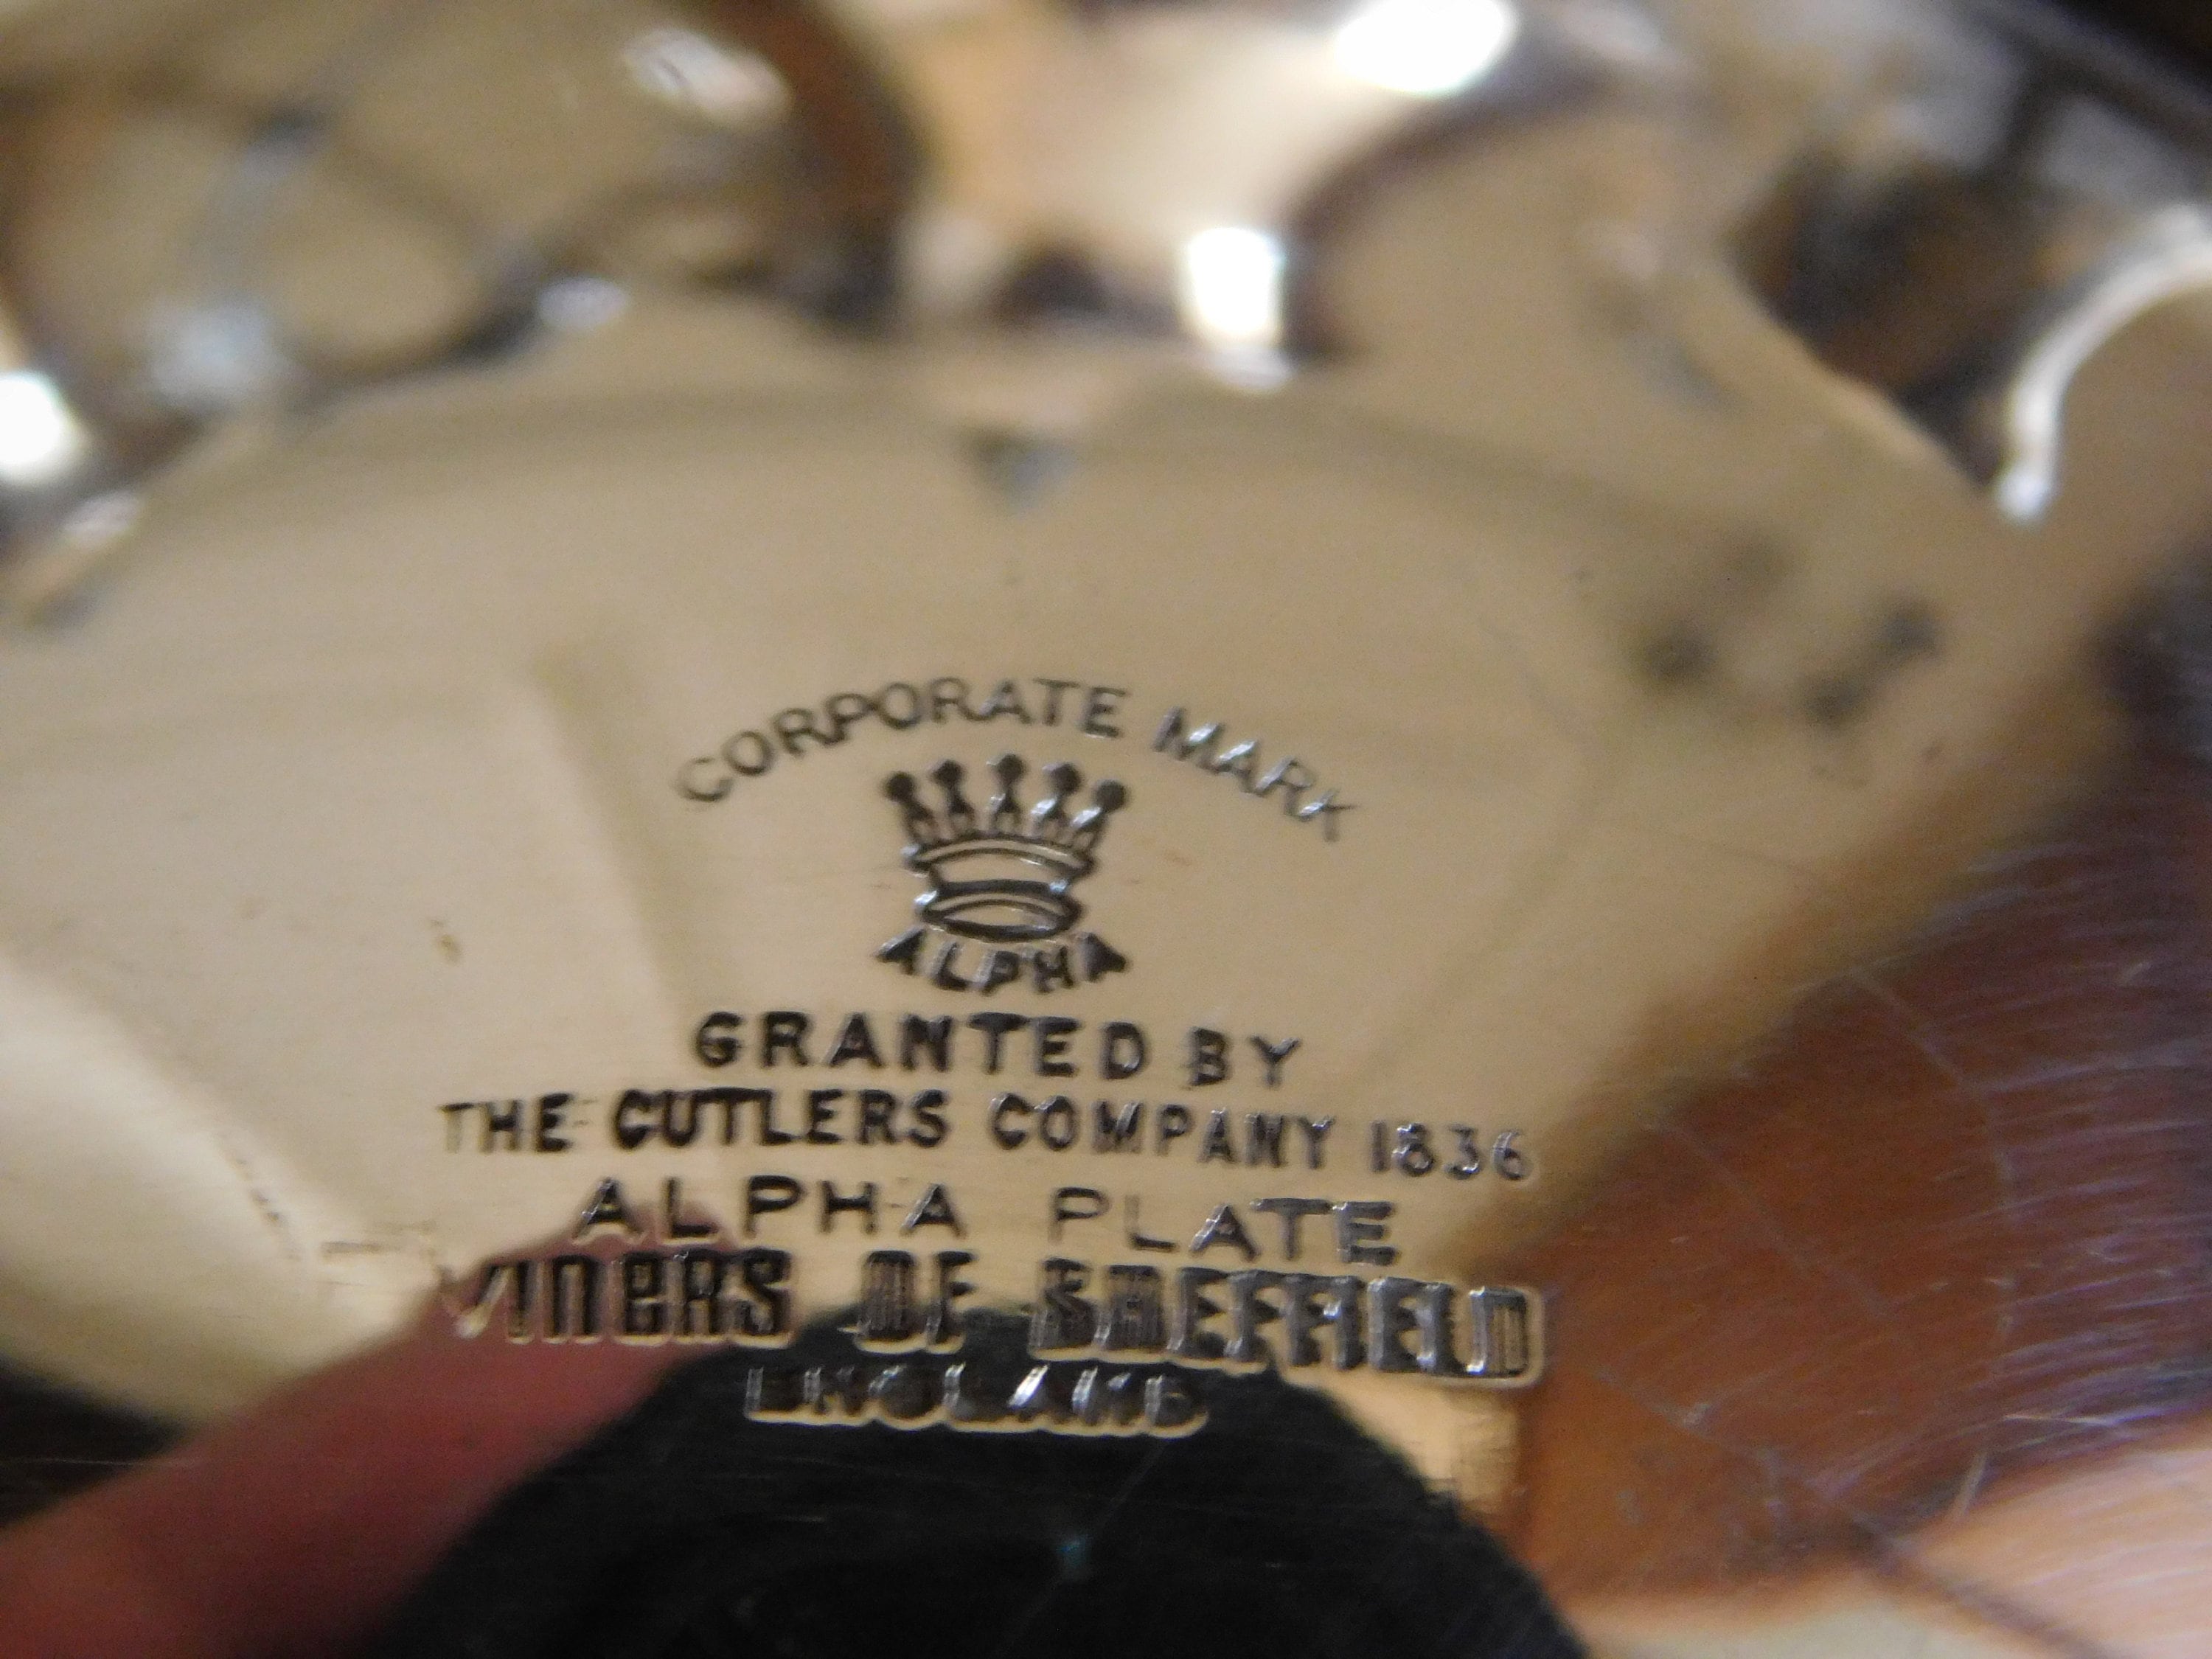 CORPORATE MARK
ALPHA
GRANTED BY
THE CUTLERS COMPANY 1836
ALPHA PLATE
VINERS OF SHEFFIELD
ENGLAND